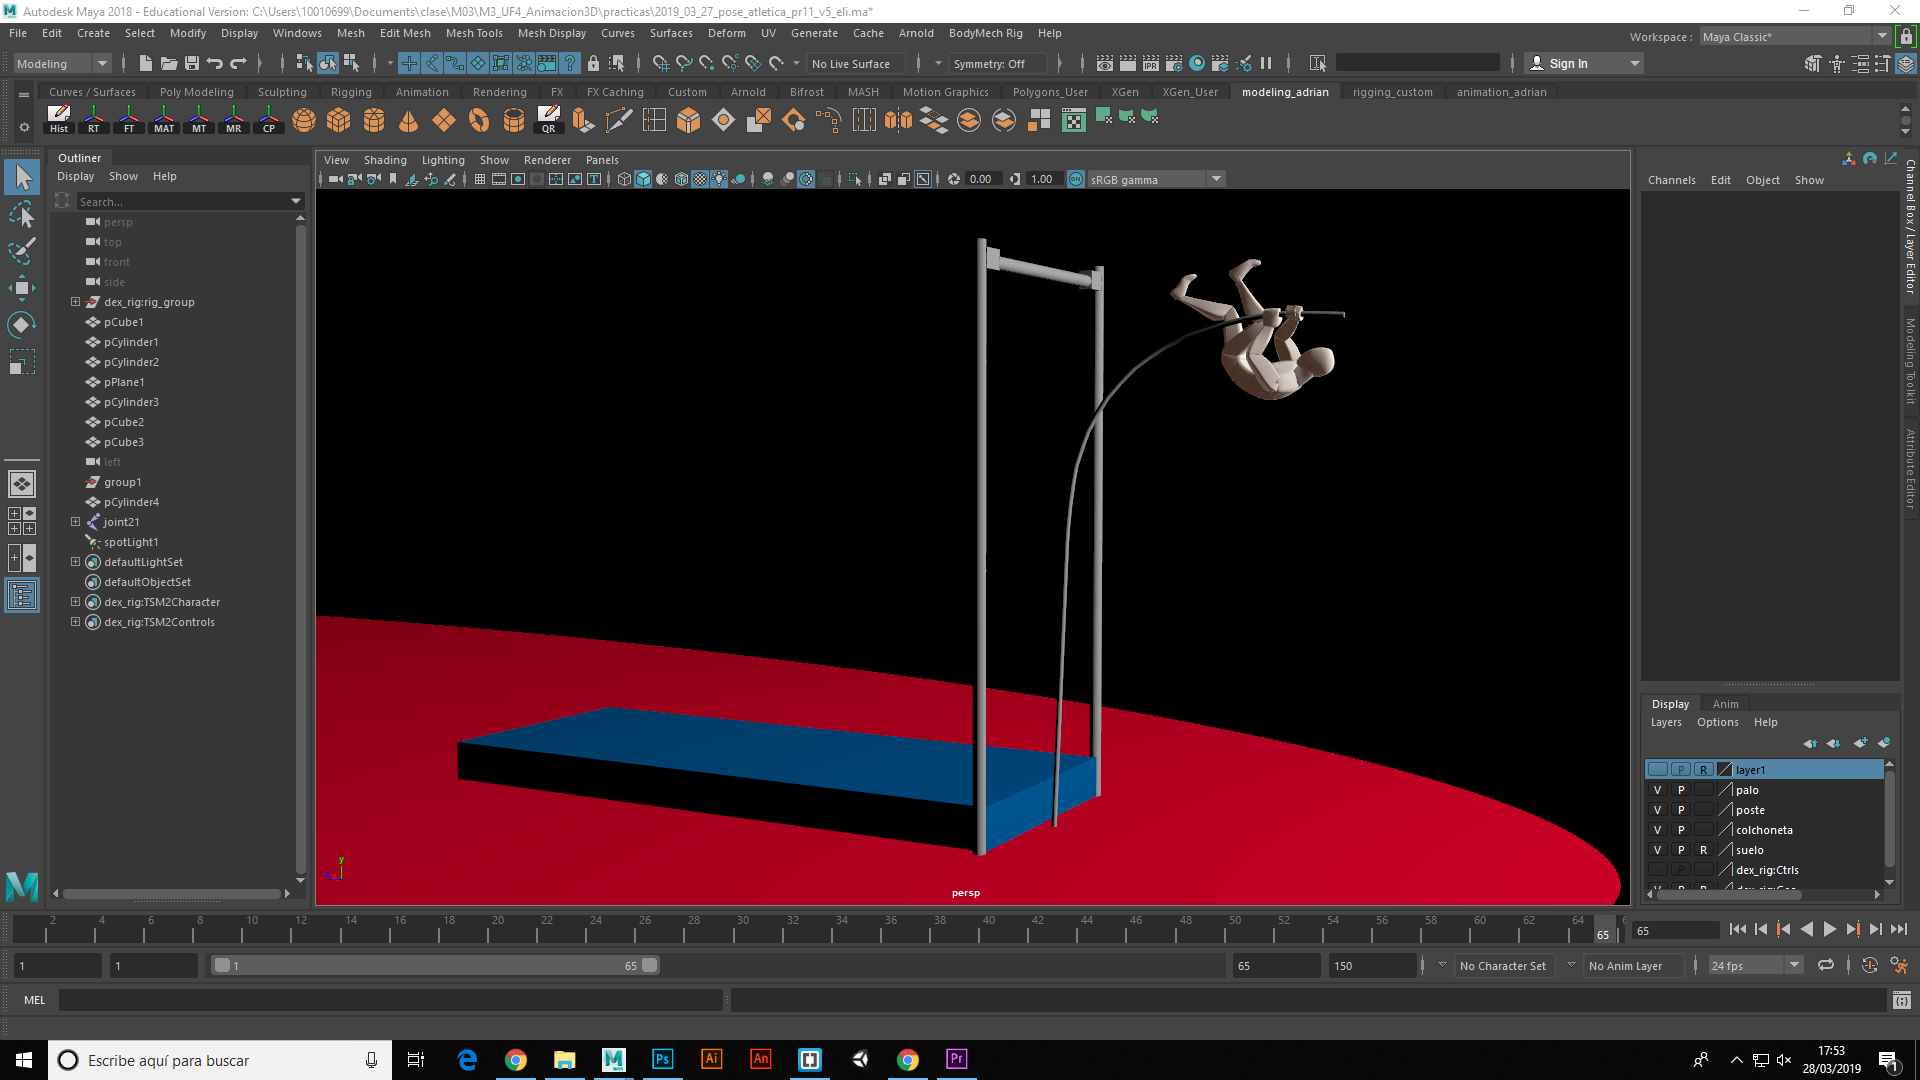 Autodesk Maya 2018 - Educational Version: C:\Users\10010699\Documents\clase\M03\M3_UF4_Animacion3D\practicas\2019_03_27_pose_atletica_pr11_v5_eli.ma*
File Edit Create Select Modify Display Windows Mesh Edit Mesh Mesh Tools Mesh Display Curves Surfaces Deform UV Generate Cache Arnold BodyMech Rig Help
Workspace : Maya Classic*
Modeling No Live Surface Symmetry: Off Sign In
Curves / Surfaces Poly Modeling Sculpting Rigging Animation Rendering FX FX Caching Custom Arnold Bifrost MASH Motion Graphics Polygons_User XGen XGen_User modeling_adrian rigging_custom animation_adrian
Hist RT FT MAT MT MR CP QR
Outliner
Display Show Help
Search...
persp
top
front
side
dex_rig:rig_group
pCube1
pCylinder1
pCylinder2
pPlane1
pCylinder3
pCube2
pCube3
left
group1
pCylinder4
joint21
spotLight1
defaultLightSet
defaultObjectSet
dex_rig:TSM2Character
dex_rig:TSM2Controls
View Shading Lighting Show Renderer Panels
0.00 1.00 sRGB gamma
y
persp
Channels Edit Object Show
Channel Box / Layer Editor
Modeling Toolkit
Attribute Editor
Display Anim
Layers Options Help
P R layer1
V P palo
V P poste
V P colchoneta
V P R suelo
dex_rig:Ctrls
2 4 6 8 10 12 14 16 18 20 22 24 26 28 30 32 34 36 38 40 42 44 46 48 50 52 54 56 58 60 62 64
65
65
1 1 1 65 65 150 No Character Set No Anim Layer 24 fps
MEL
Escribe aquí para buscar
Ps Ai An Pr
17:53
28/03/2019
1